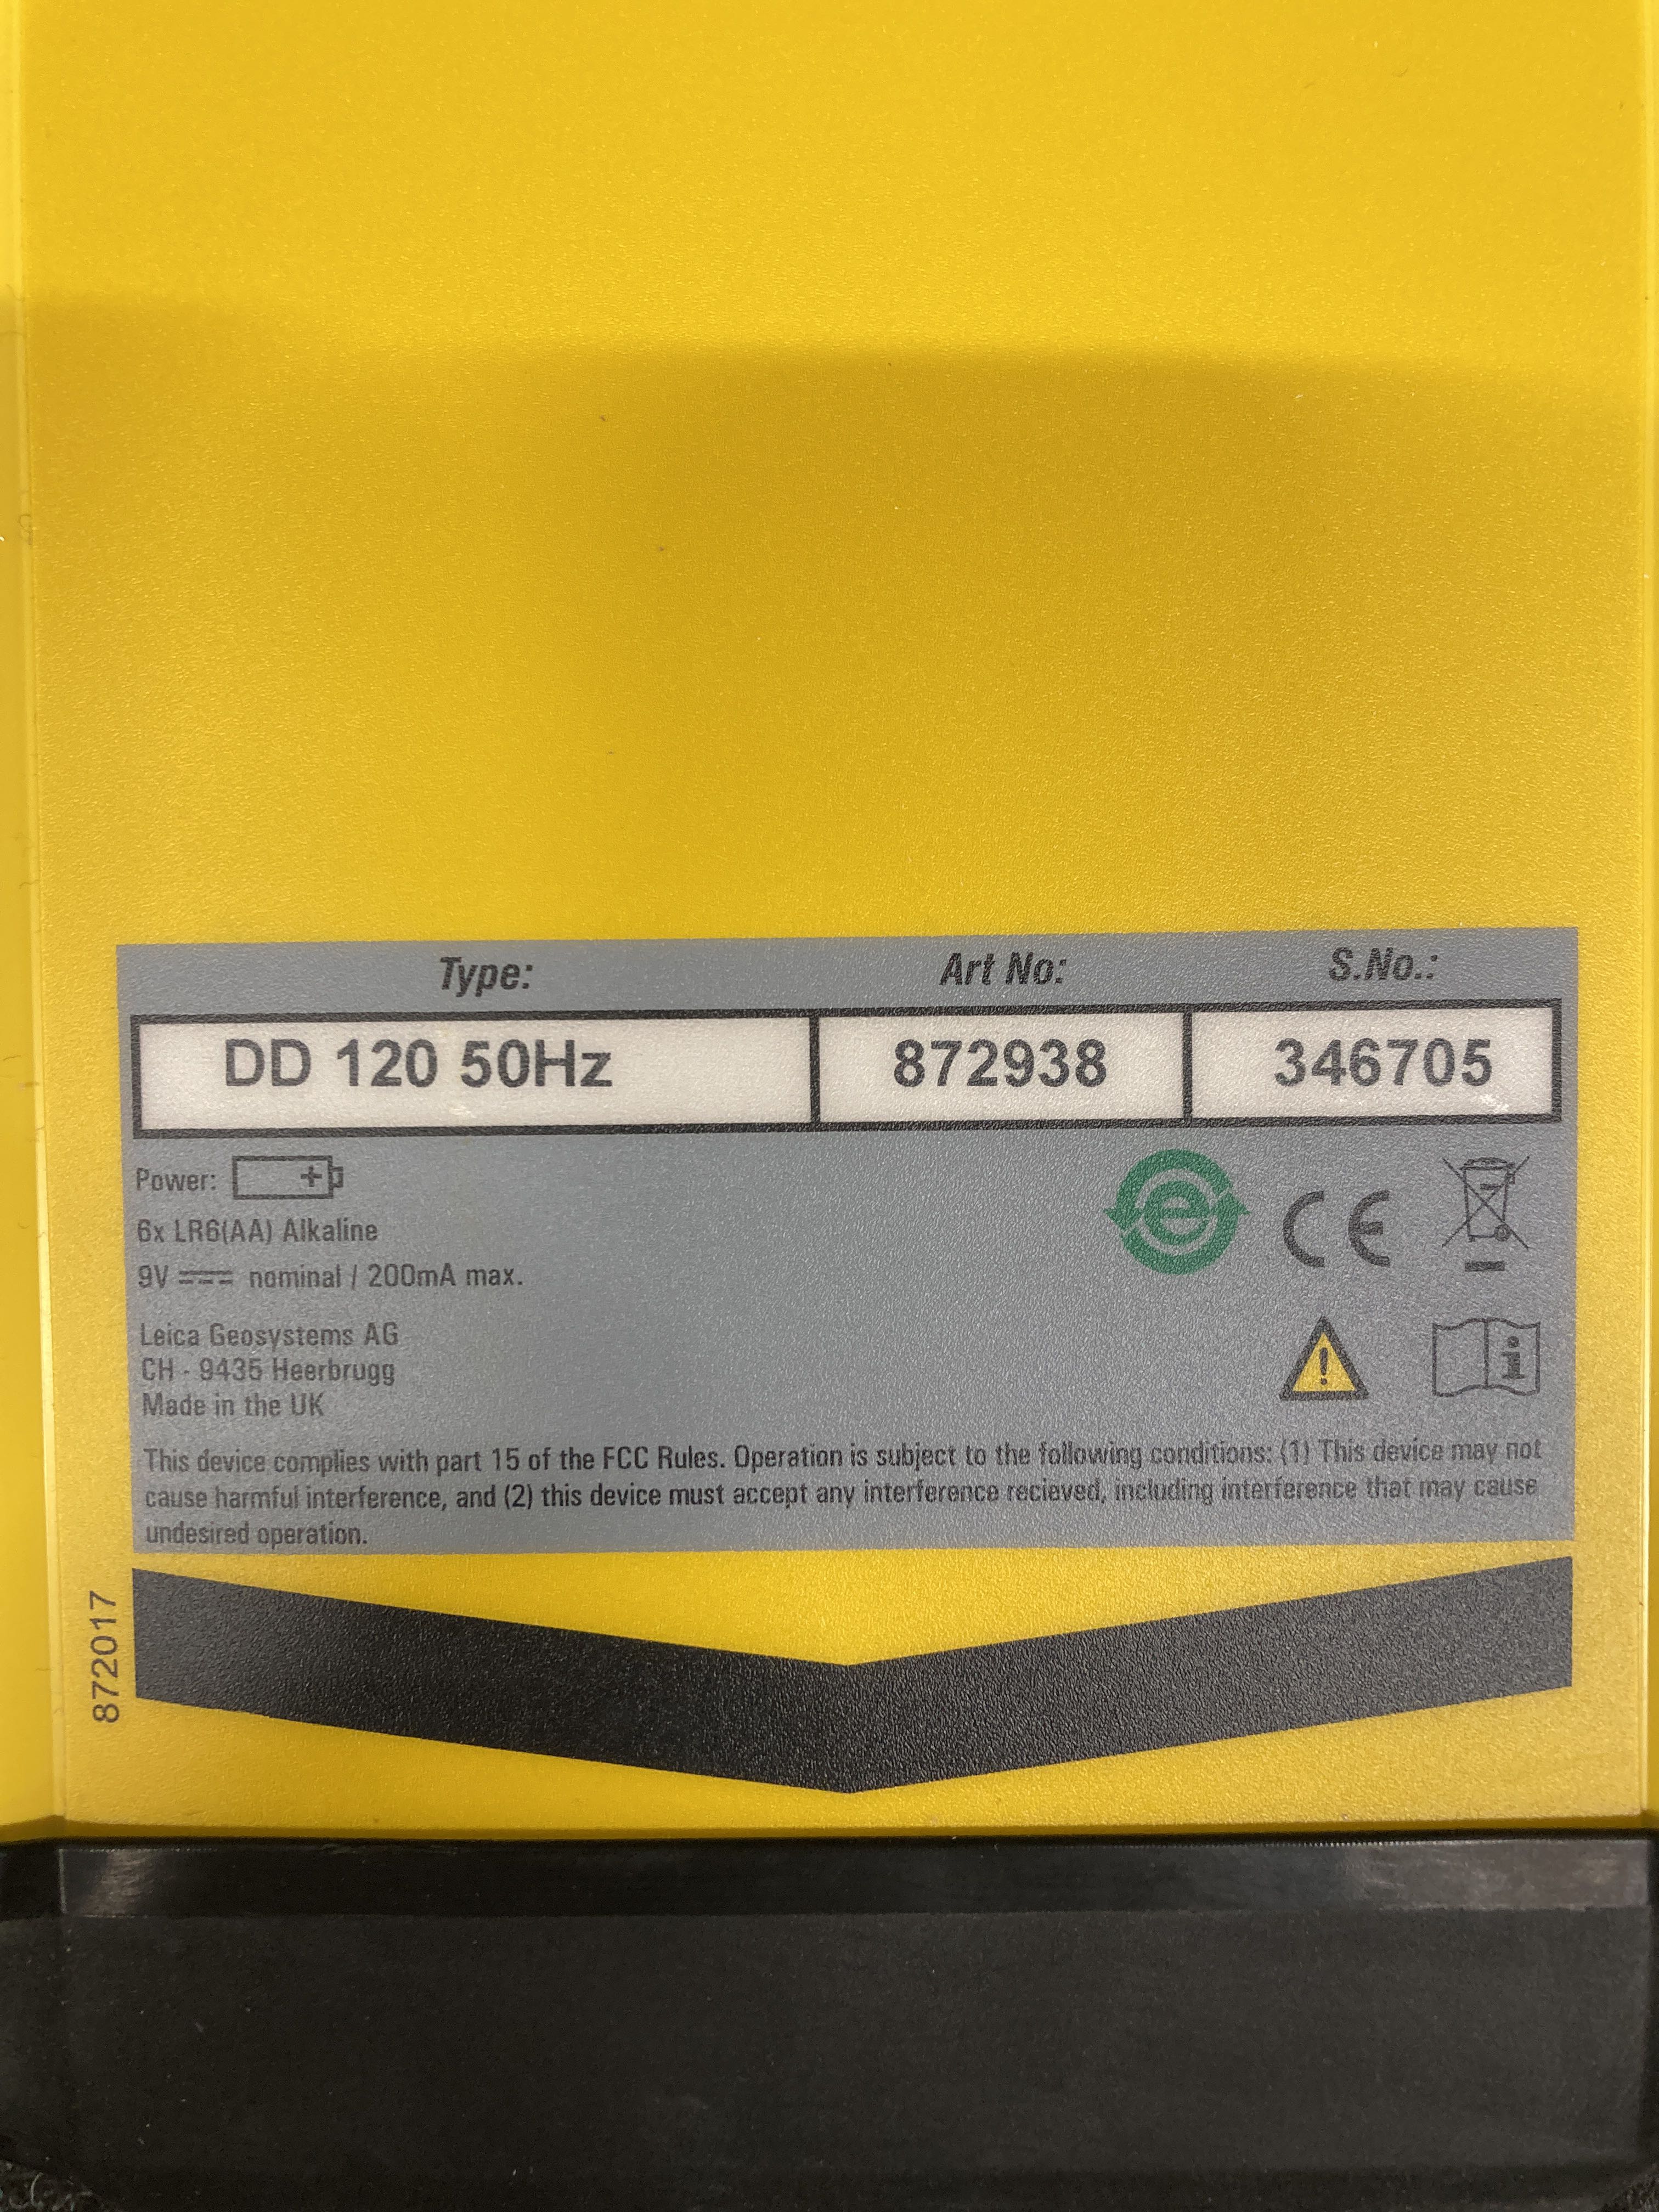 Type: Art No: S.No.:
DD 120 50Hz 872938 346705
Power: +
6x LR6(AA) Alkaline
9V nominal / 200mA max.
e CE
Leica Geosystems AG
CH - 9435 Heerbrugg
Made in the UK
! i
This device complies with part 15 of the FCC Rules. Operation is subject to the following conditions: (1) This device may not
cause harmful interference, and (2) this device must accept any interference recieved, including interference that may cause
undesired operation.
872017